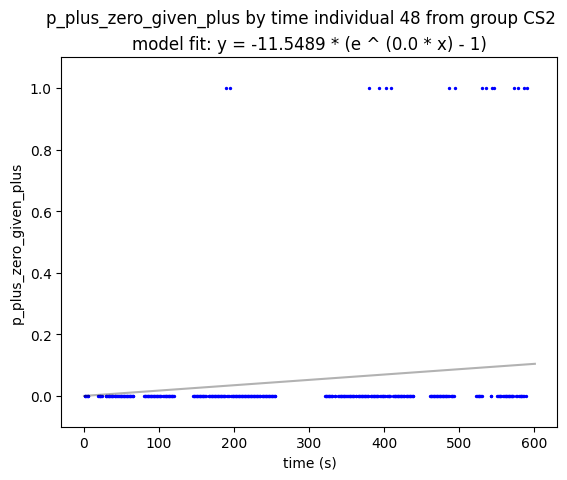 p_plus_zero_given_plus by time individual 48 from group CS2
model fit: y = -11.5489 * (e ^ (0.0 * x) - 1)
1.0
0.8
0.6
0.4
0.2
0.0
p_plus_zero_given_plus
0 100 200 300 400 500 600
time (s)